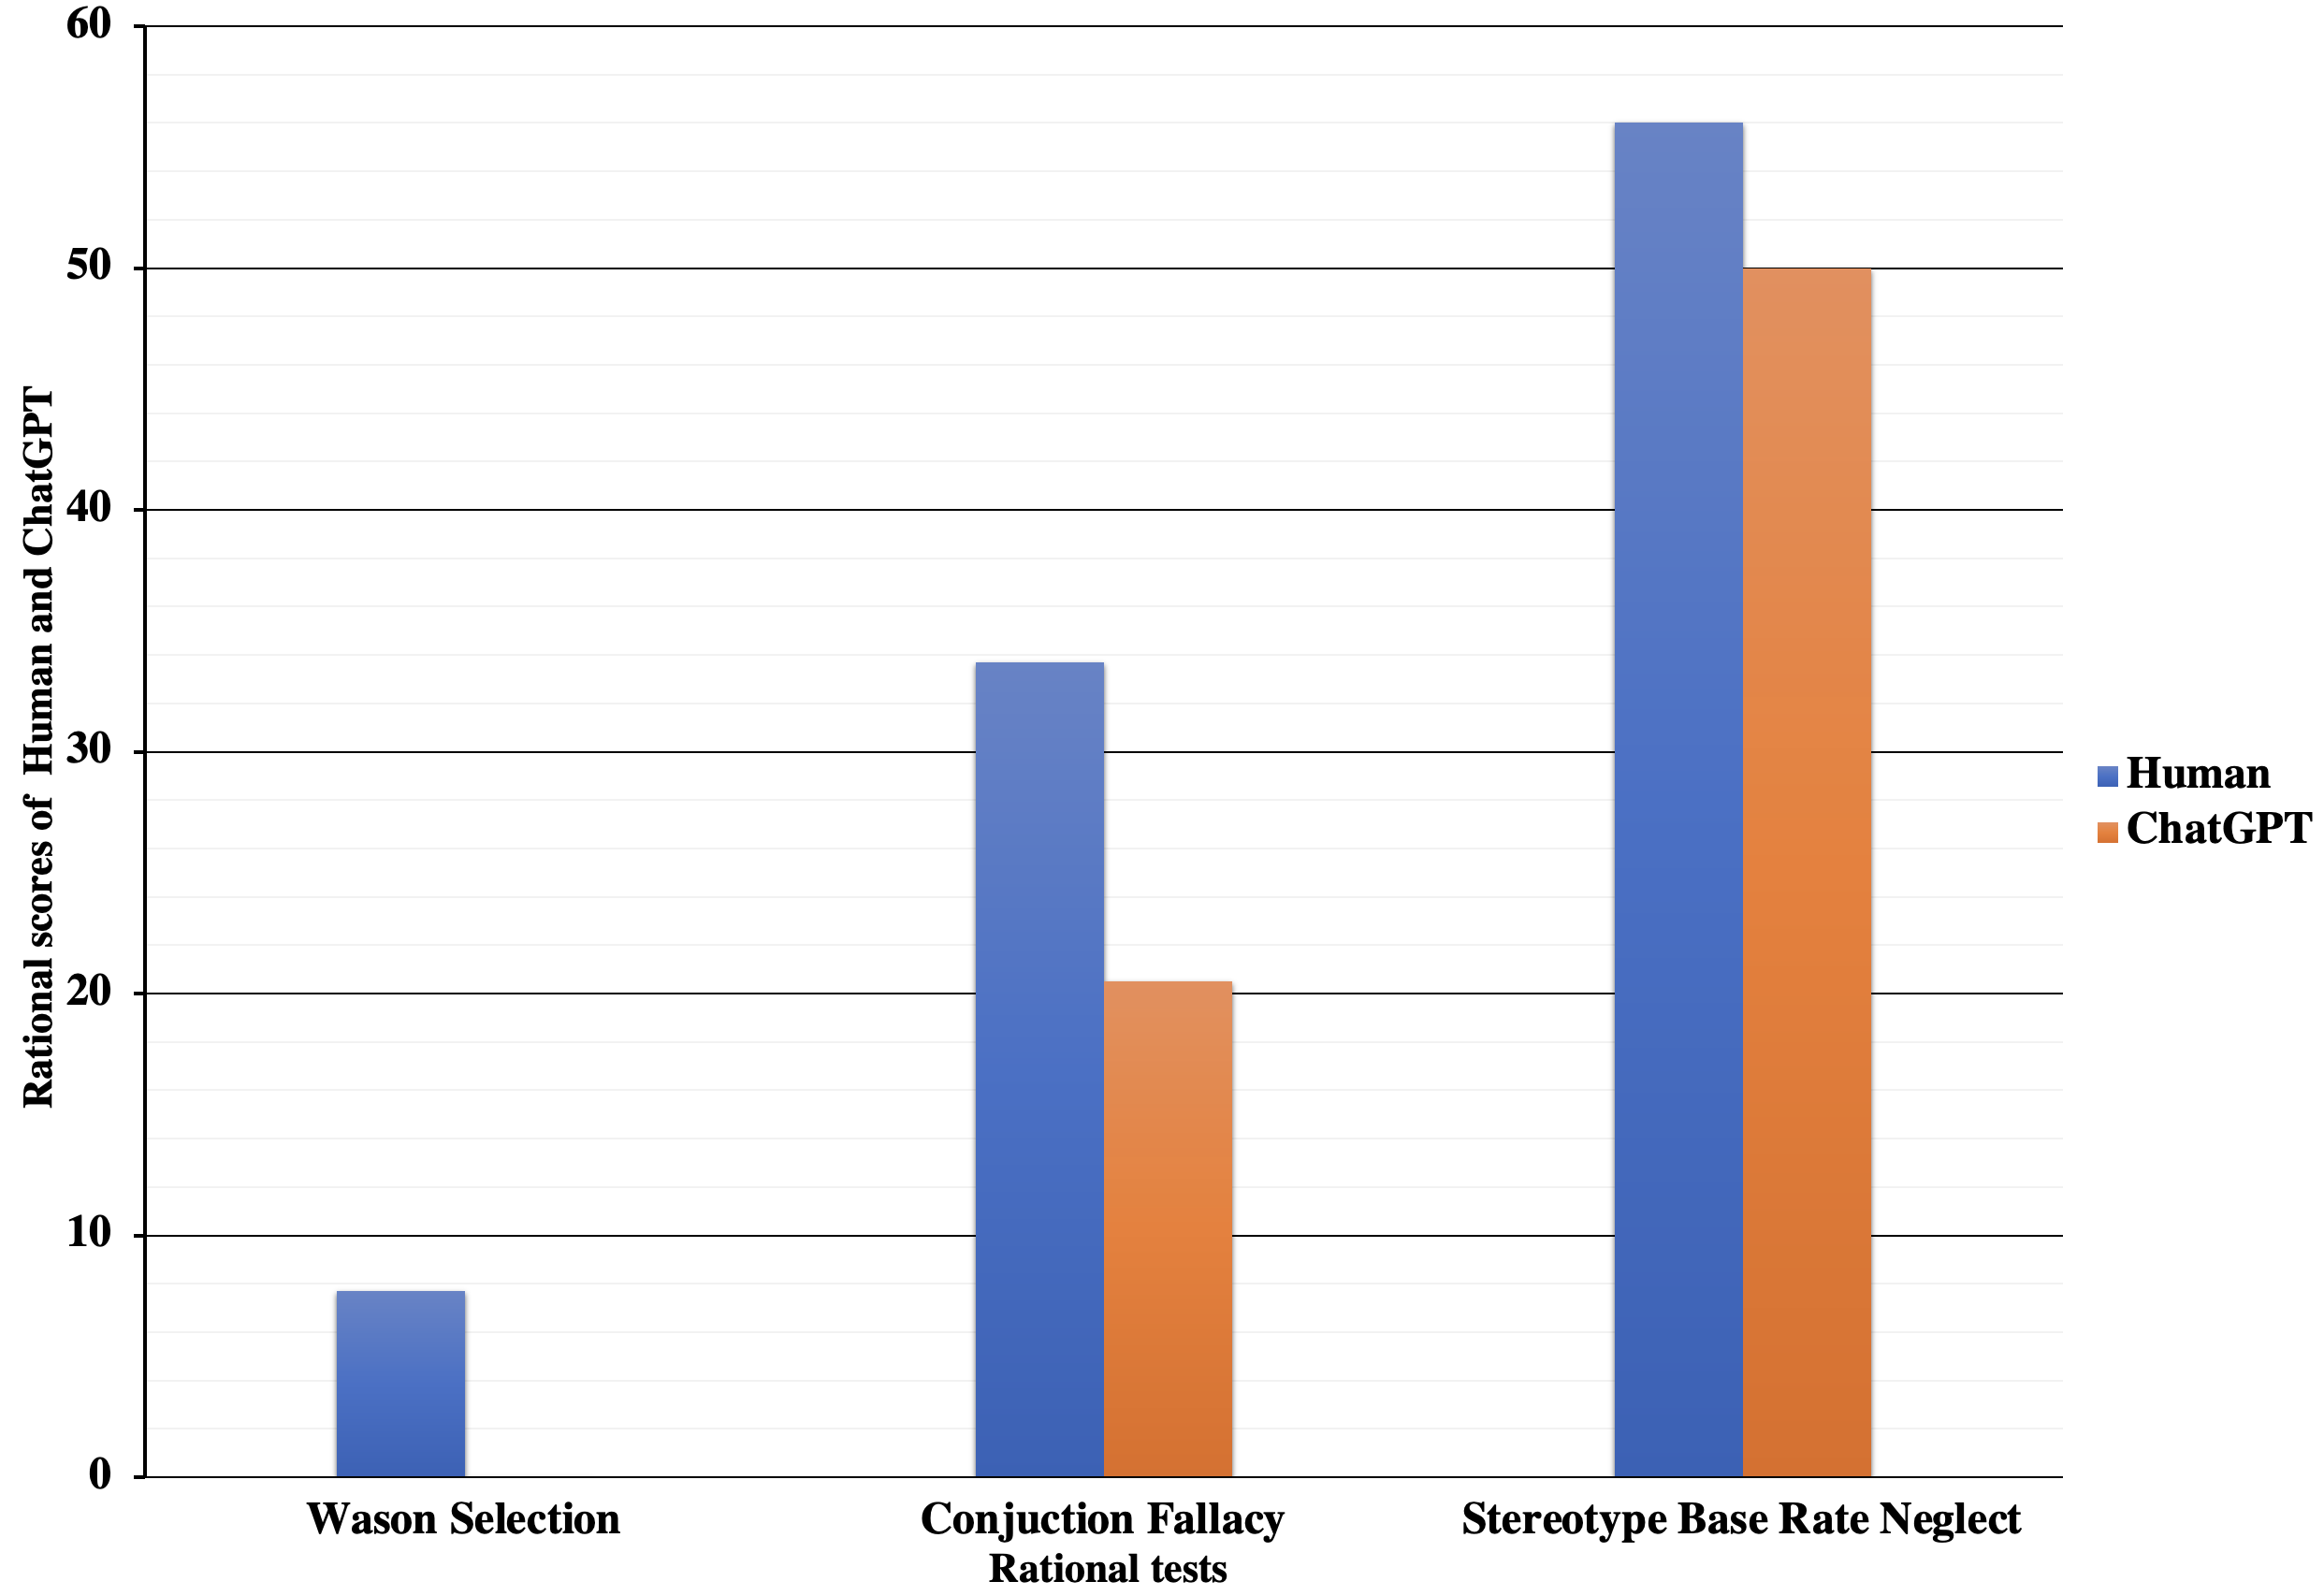 60
50
40
30
20
10
0
Rational scores of Human and ChatGPT
Wason Selection
Conjuction Fallacy
Stereotype Base Rate Neglect
Rational tests
Human
ChatGPT